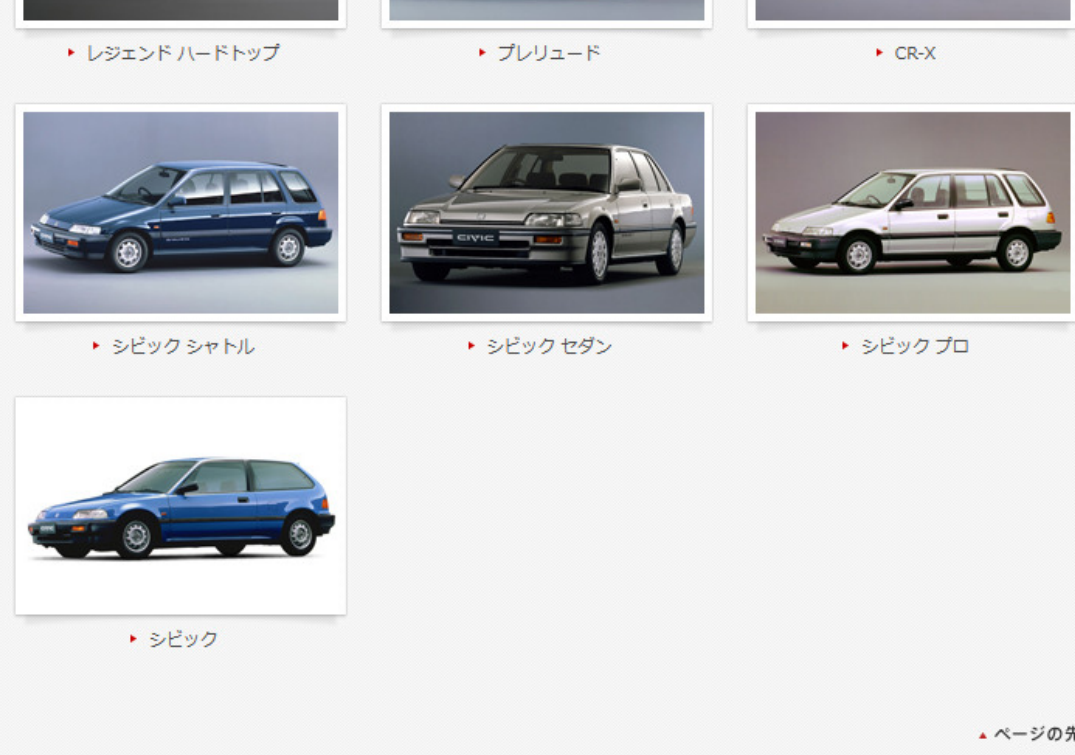 レジェンド ハードトップ
プレリュード
CR-X
CIVIC
シビック シャトル
シビック セダン
シビック プロ
シビック
ページの先